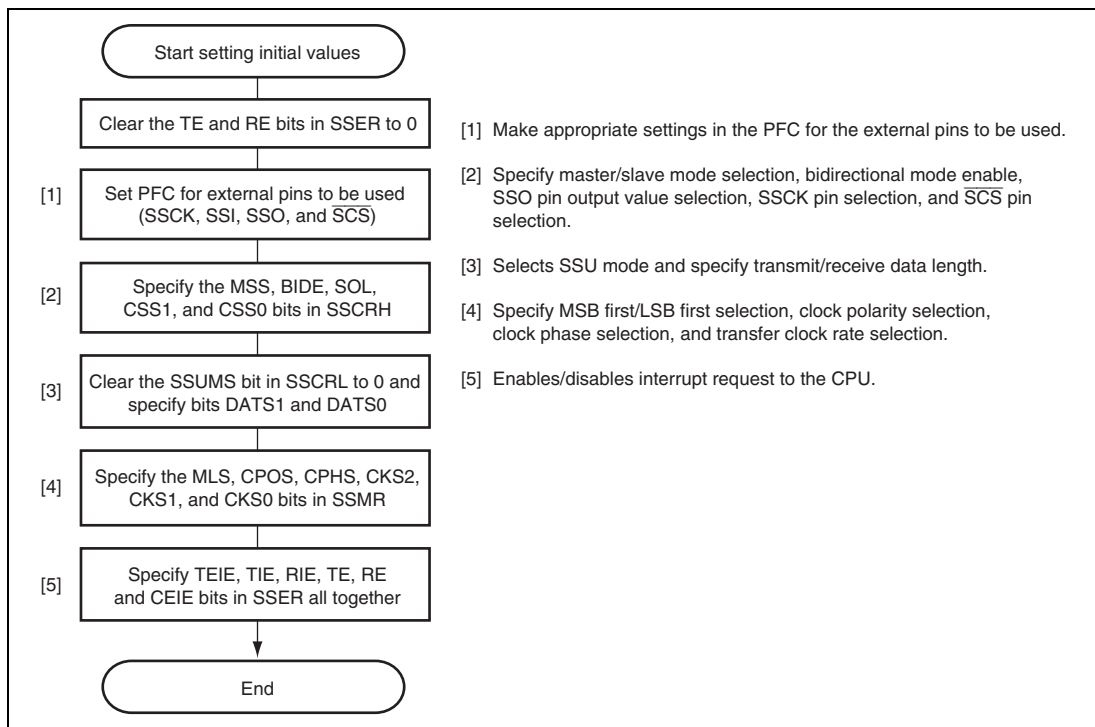 Start setting initial values
Clear the TE and RE bits in SSER to 0
[1]
Set PFC for external pins to be used
(SSCK, SSI, SSO, and SCS)
[2]
Specify the MSS, BIDE, SOL,
CSS1, and CSS0 bits in SSCRH
[3]
Clear the SSUMS bit in SSCRL to 0 and
specify bits DATS1 and DATS0
[4]
Specify the MLS, CPOS, CPHS, CKS2,
CKS1, and CKS0 bits in SSMR
[5]
Specify TEIE, TIE, RIE, TE, RE
and CEIE bits in SSER all together
End
[1] Make appropriate settings in the PFC for the external pins to be used.
[2] Specify master/slave mode selection, bidirectional mode enable,
SSO pin output value selection, SSCK pin selection, and SCS pin
selection.
[3] Selects SSU mode and specify transmit/receive data length.
[4] Specify MSB first/LSB first selection, clock polarity selection,
clock phase selection, and transfer clock rate selection.
[5] Enables/disables interrupt request to the CPU.